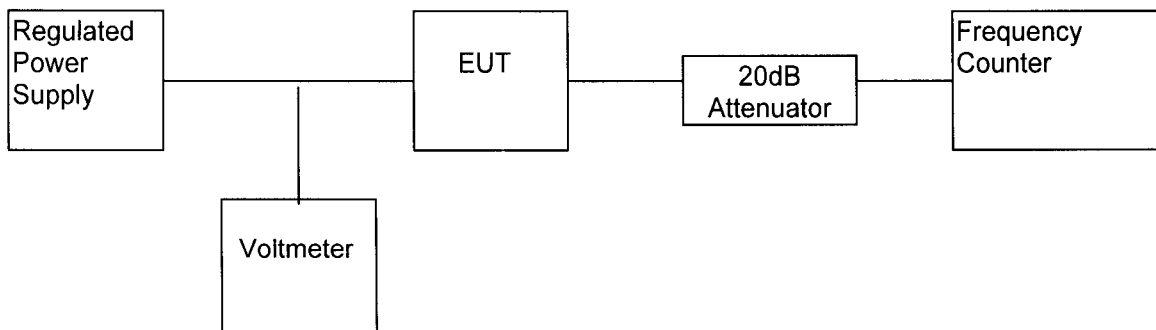 Regulated
Power
Supply
EUT
20dB
Attenuator
Frequency
Counter
Voltmeter